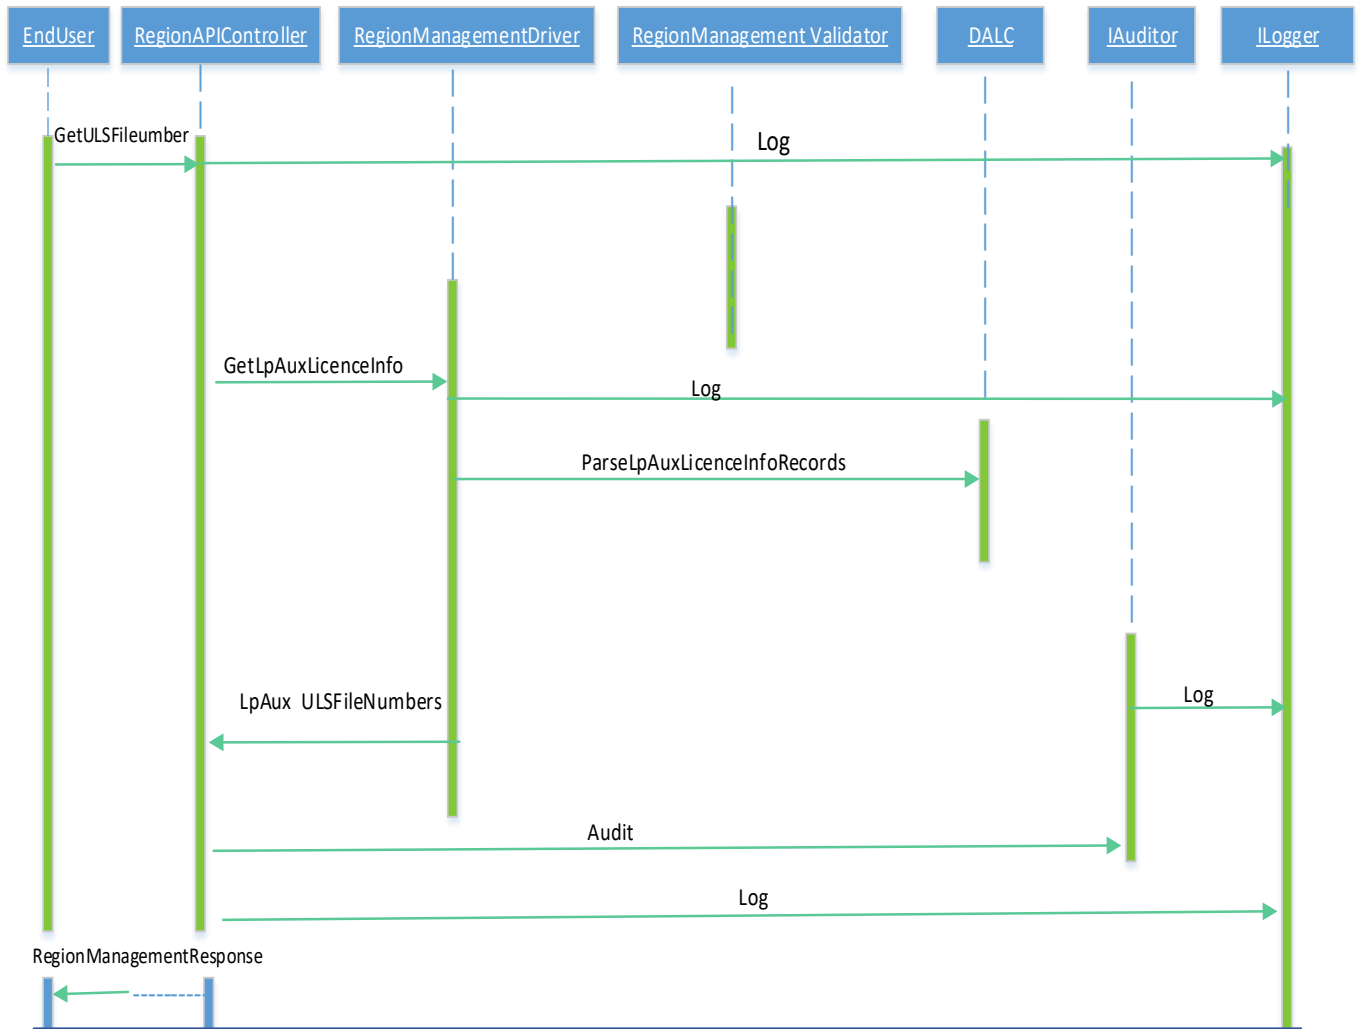 EndUser
RegionAPIController
RegionManagementDriver
RegionManagement Validator
DALC
IAuditor
ILogger
GetULSFileumber
Log
GetLpAuxLicenceInfo
Log
ParseLpAuxLicenceInfoRecords
LpAux ULSFileNumbers
Log
Audit
Log
RegionManagementResponse